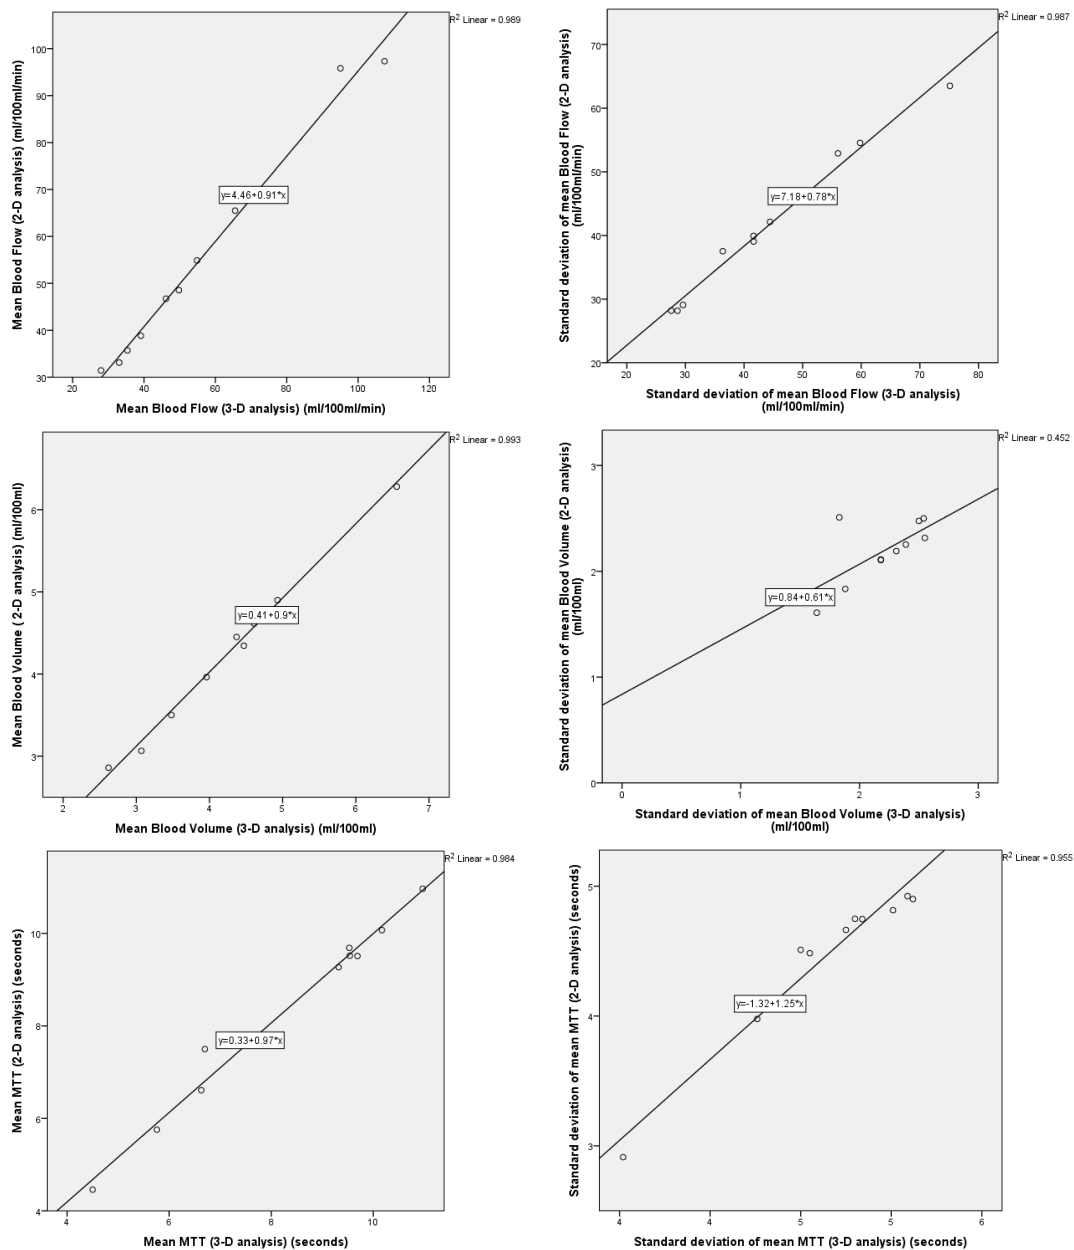 R² Linear = 0.989
Mean Blood Flow (2-D analysis) (ml/100ml/min)
100
90
80
70
60
50
40
30
y=4.46+0.91*x
20 40 60 80 100 120
Mean Blood Flow (3-D analysis) (ml/100ml/min)
R² Linear = 0.987
Standard deviation of mean Blood Flow (2-D analysis)
(ml/100ml/min)
70
60
50
40
30
20
y=7.18+0.78*x
20 30 40 50 60 70 80
Standard deviation of mean Blood Flow (3-D analysis)
(ml/100ml/min)
R² Linear = 0.993
Mean Blood Volume ( 2-D analysis) (ml/100ml)
6
5
4
3
y=0.41+0.9*x
2 3 4 5 6 7
Mean Blood Volume (3-D analysis) (ml/100ml)
R² Linear = 0.452
Standard deviation of mean Blood Volume (2-D analysis)
(ml/100ml)
3
2
1
0
y=0.84+0.61*x
0 1 2 3
Standard deviation of mean Blood Volume (3-D analysis)
(ml/100ml)
R² Linear = 0.984
Mean MTT (2-D analysis) (seconds)
10
8
6
4
y=0.33+0.97*x
4 6 8 10
Mean MTT (3-D analysis) (seconds)
R² Linear = 0.955
Standard deviation of mean MTT (2-D analysis) (seconds)
5
4
3
y=-1.32+1.25*x
4 4 5 5 6
Standard deviation of mean MTT (3-D analysis) (seconds)